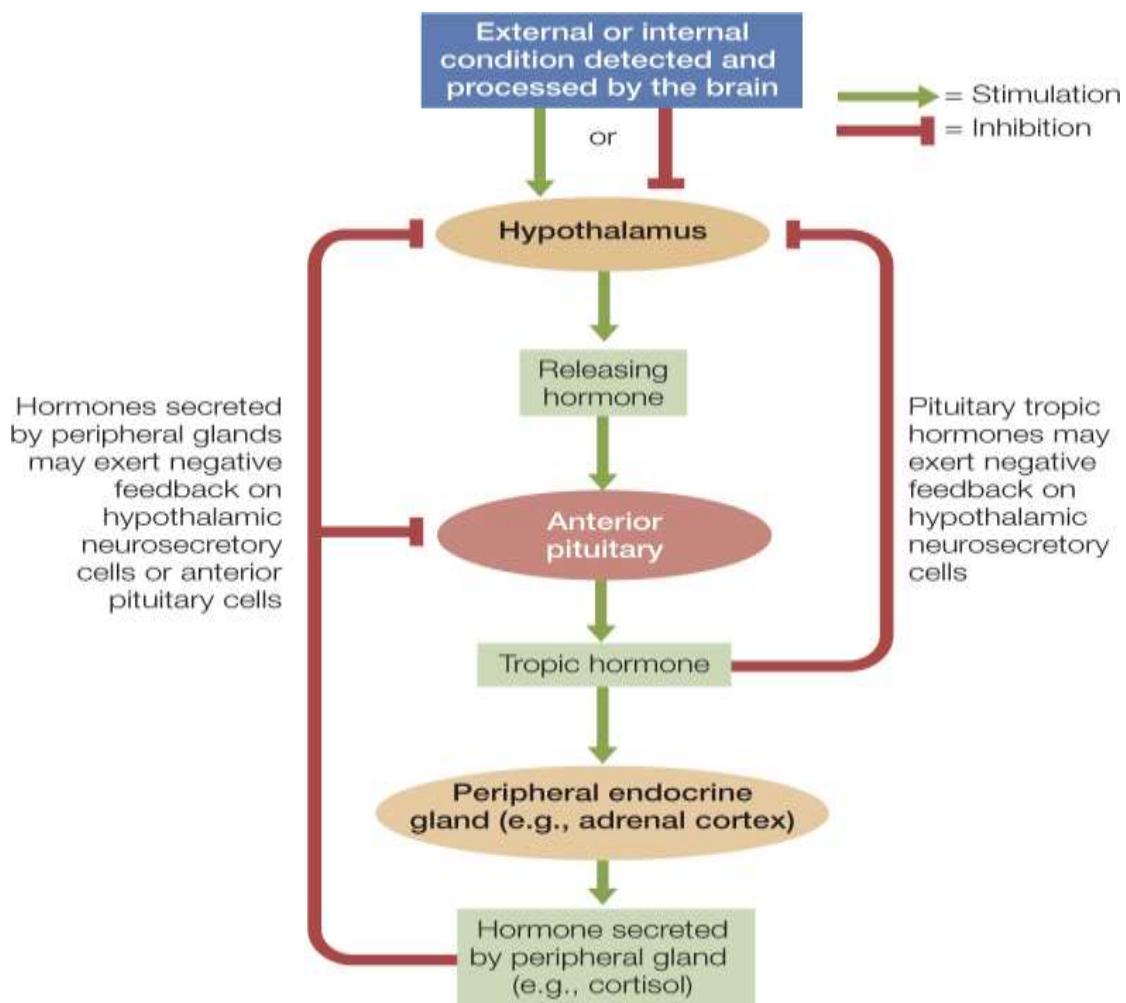 External or internal
condition detected and
processed by the brain
= Stimulation
= Inhibition
or
Hypothalamus
Releasing
hormone
Hormones secreted
by peripheral glands
may exert negative
feedback on
hypothalamic
neurosecretory
cells or anterior
pituitary cells
Pituitary tropic
hormones may
exert negative
feedback on
hypothalamic
neurosecretory
cells
Anterior
pituitary
Tropic hormone
Peripheral endocrine
gland (e.g., adrenal cortex)
Hormone secreted
by peripheral gland
(e.g., cortisol)